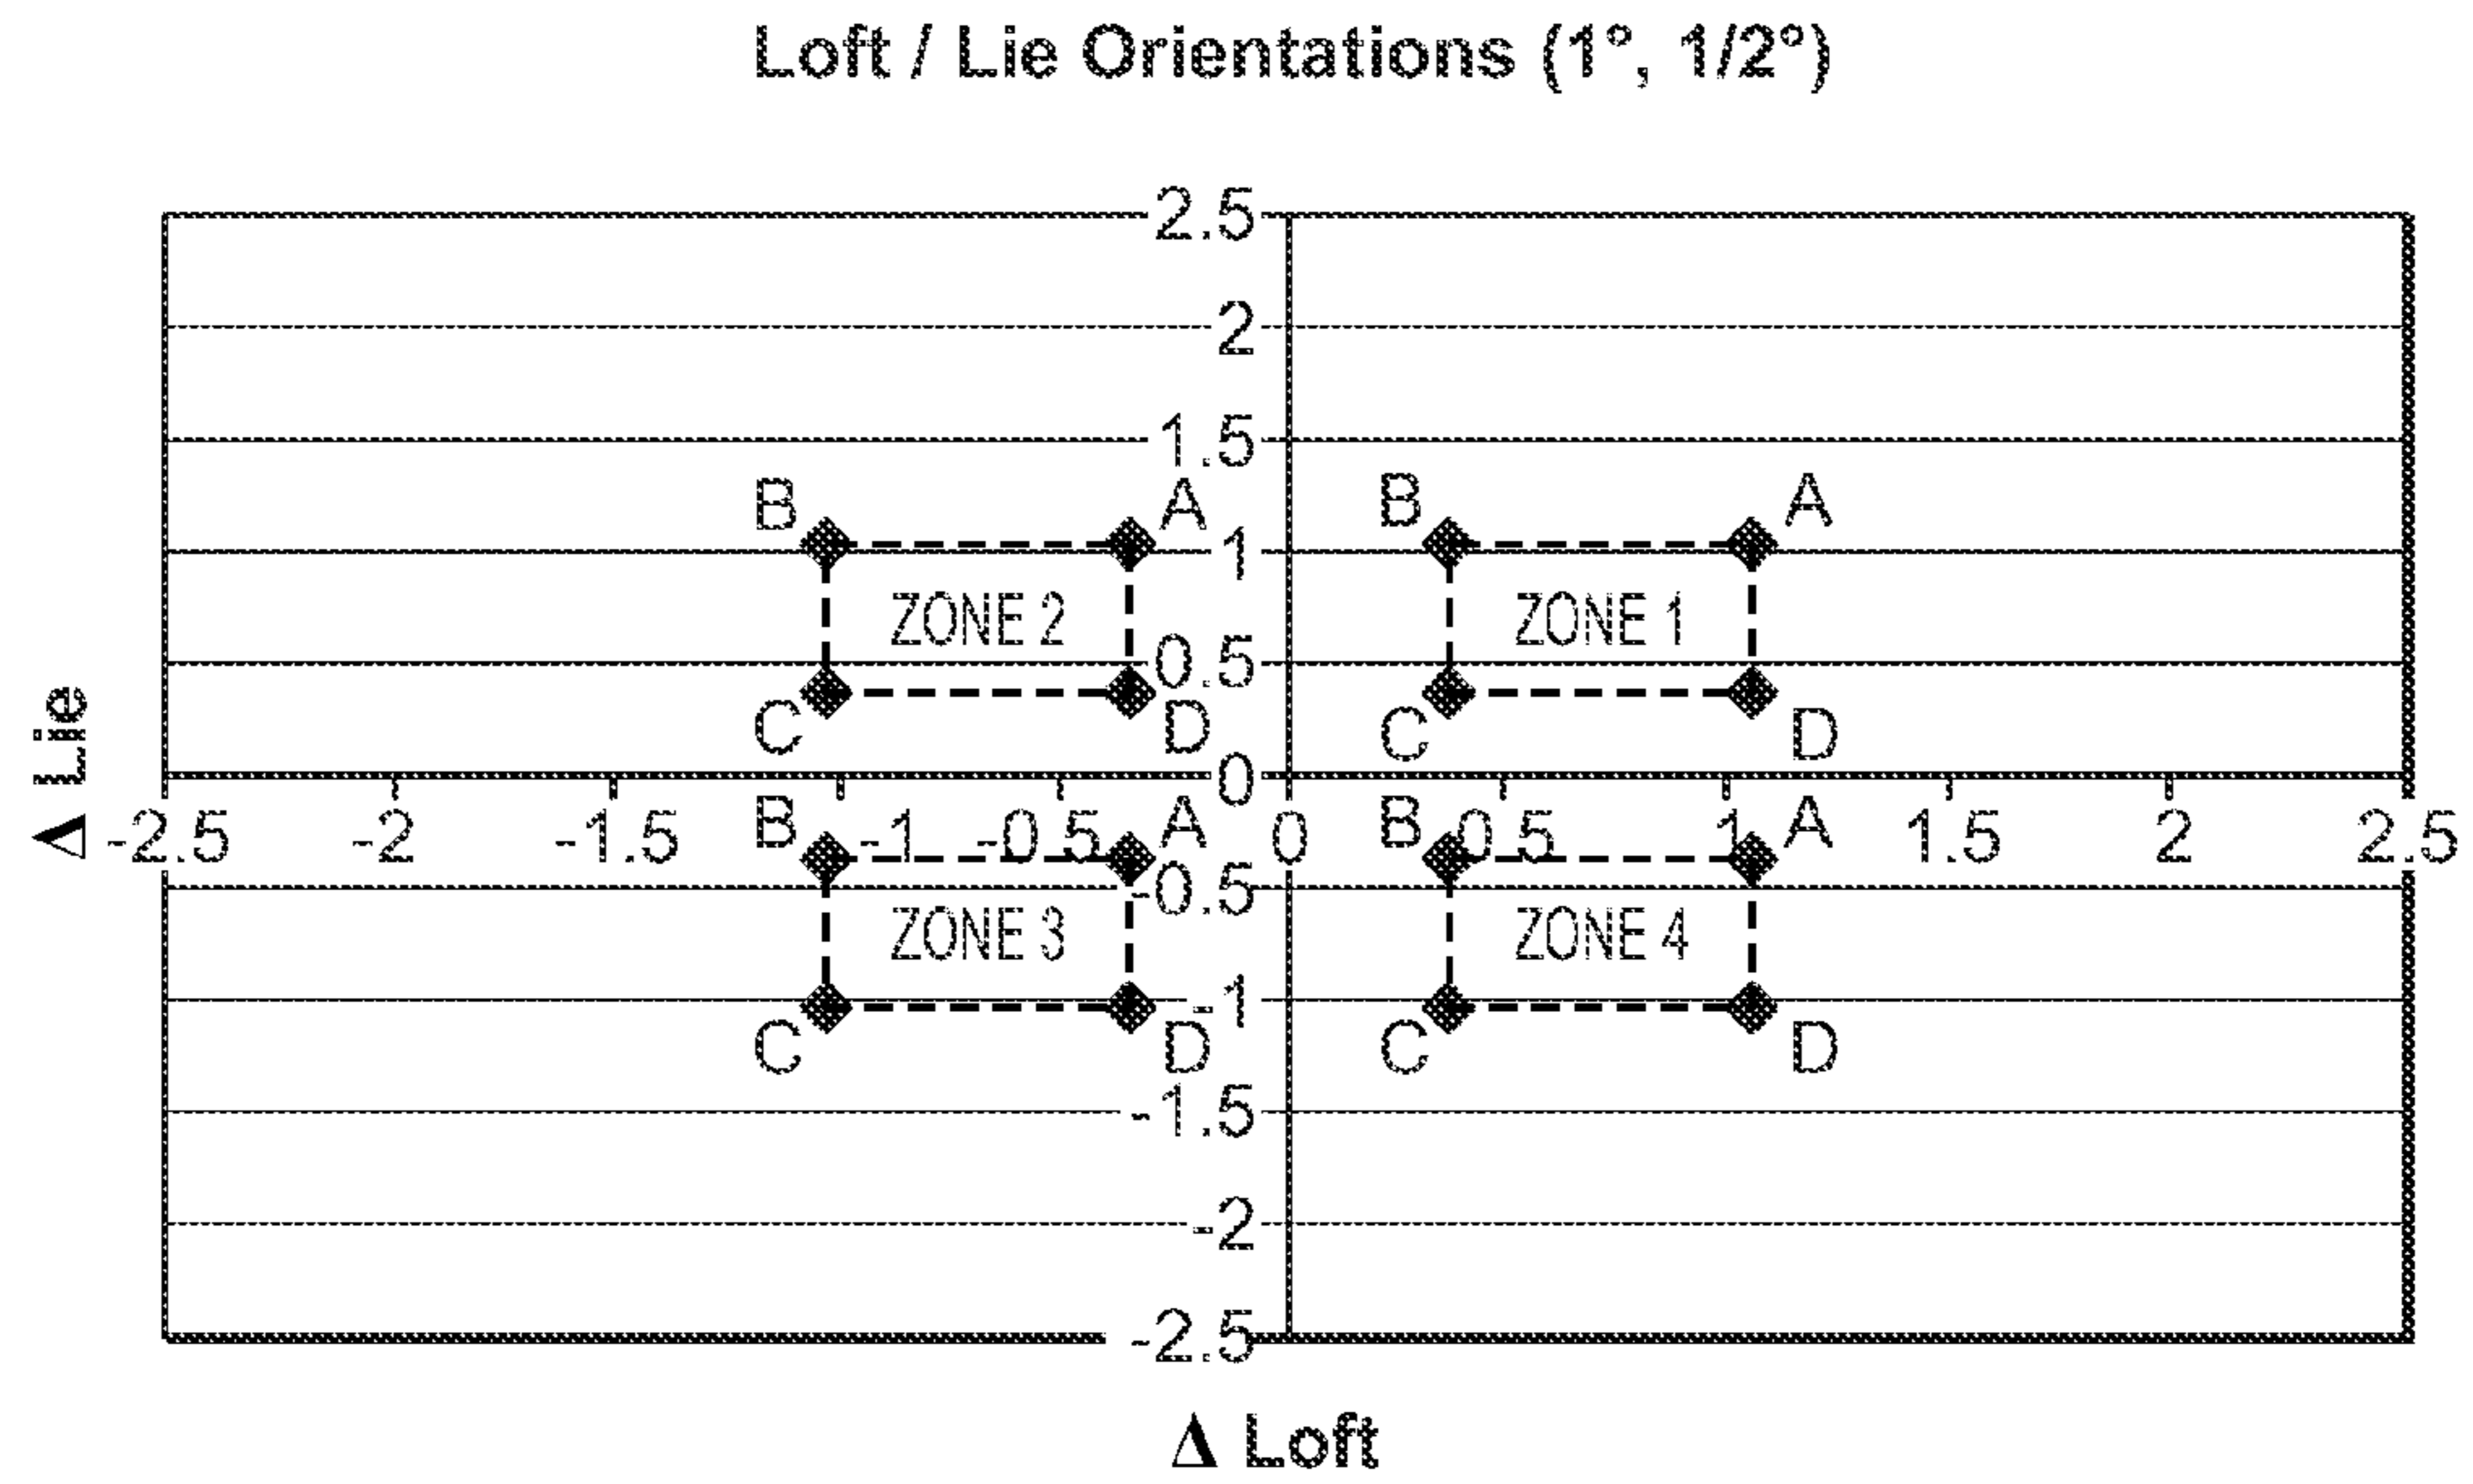 Loft / Lie Orientations (1°, 1/2°)
2.5
2
1.5
B A B A
1
ZONE 2 ZONE 1
0.5
C D C D
0
B A B A
-2.5 -2 -1.5 -1 -0.5 0 0.5 1 1.5 2 2.5
-0.5
ZONE 3 ZONE 4
-1
C D C D
-1.5
-2
-2.5
Δ Lie
Δ Loft